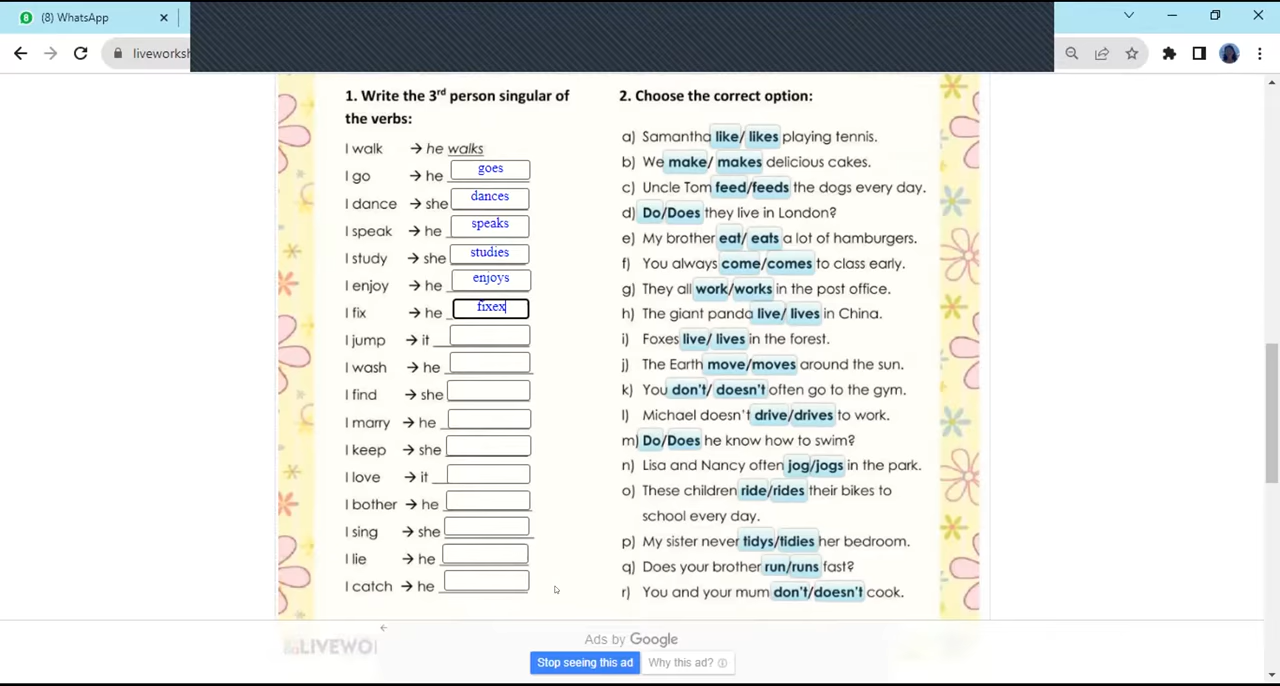 (8) WhatsApp
liveworksh
1. Write the 3rd person singular of
the verbs:
I walk → he walks
I go → he goes
I dance → she dances
I speak → he speaks
I study → she studies
I enjoy → he enjoys
I fix → he fixex
I jump → it
I wash → he
I find → she
I marry → he
I keep → she
I love → it
I bother → he
I sing → she
I lie → he
I catch → he
2. Choose the correct option:
a) Samantha like/ likes playing tennis.
b) We make/ makes delicious cakes.
c) Uncle Tom feed/feeds the dogs every day.
d) Do/Does they live in London?
e) My brother eat/ eats a lot of hamburgers.
f) You always come/comes to class early.
g) They all work/works in the post office.
h) The giant panda live/ lives in China.
i) Foxes live/ lives in the forest.
j) The Earth move/moves around the sun.
k) You don't/ doesn't often go to the gym.
l) Michael doesn't drive/drives to work.
m) Do/Does he know how to swim?
n) Lisa and Nancy often jog/jogs in the park.
o) These children ride/rides their bikes to
school every day.
p) My sister never tidys/tidies her bedroom.
q) Does your brother run/runs fast?
r) You and your mum don't/doesn't cook.
LIVEWO
Ads by Google
Stop seeing this ad
Why this ad?